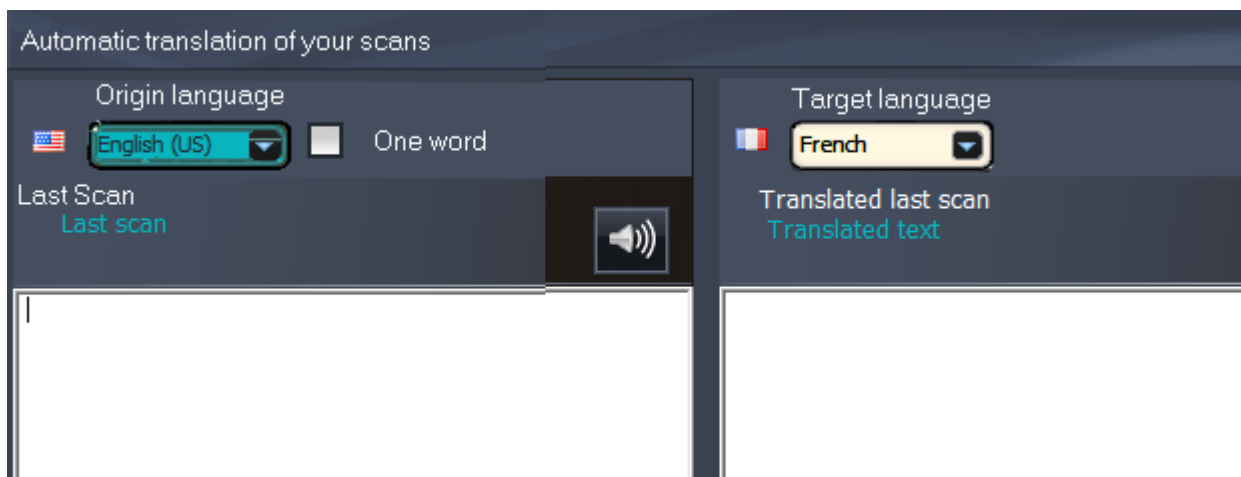 Automatic translation of your scans
Origin language
English (US)
One word
Last Scan
Last scan
Target language
French
Translated last scan
Translated text